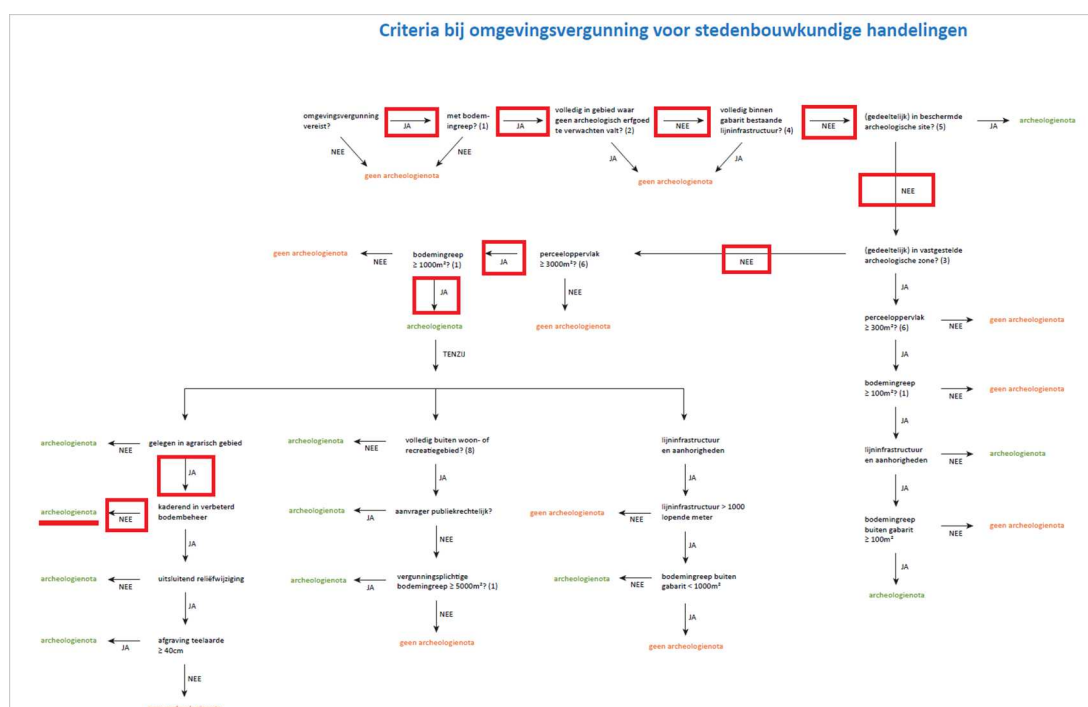 Criteria bij omgevingsvergunning voor stedenbouwkundige handelingen
omgevingsvergunning
vereist?
JA
met bodem-
ingreep? (1)
JA
volledig in gebied waar
geen archeologisch erfgoed
te verwachten valt? (2)
NEE
volledig binnen
gabarit bestaande
lijninfrastructuur? (4)
NEE
(gedeeltelijk) in beschermde
archeologische site? (5)
JA
archeologienota
NEE
NEE
geen archeologienota
JA
JA
geen archeologienota
NEE
geen archeologienota
NEE
bodemingreep
≥ 1000m²? (1)
JA
perceeloppervlak
≥ 3000m²? (6)
NEE
(gedeeltelijk) in vastgestelde
archeologische zone? (3)
JA
NEE
JA
archeologienota
geen archeologienota
perceeloppervlak
≥ 300m²? (6)
NEE
geen archeologienota
TENZIJ
JA
bodemingreep
≥ 100m²? (1)
NEE
geen archeologienota
JA
archeologienota
NEE
gelegen in agrarisch gebied
archeologienota
NEE
volledig buiten woon- of
recreatiegebied? (8)
lijninfrastructuur
en aanhorigheden
lijninfrastructuur
en aanhorigheden
NEE
archeologienota
JA
JA
JA
JA
archeologienota
NEE
kaderend in verbeterd
bodembeheer
archeologienota
JA
aanvrager publiekrechtelijk?
geen archeologienota
NEE
lijninfrastructuur > 1000
lopende meter
bodemingreep
buiten gabarit
≥ 100m²
NEE
geen archeologienota
JA
NEE
JA
JA
archeologienota
NEE
uitsluitend reliëfwijziging
archeologienota
JA
vergunningsplichtige
bodemingreep ≥ 5000m²? (1)
archeologienota
NEE
bodemingreep buiten
gabarit < 1000m²
archeologienota
JA
NEE
JA
archeologienota
JA
afgraving teelaarde
≥ 40cm
geen archeologienota
geen archeologienota
NEE